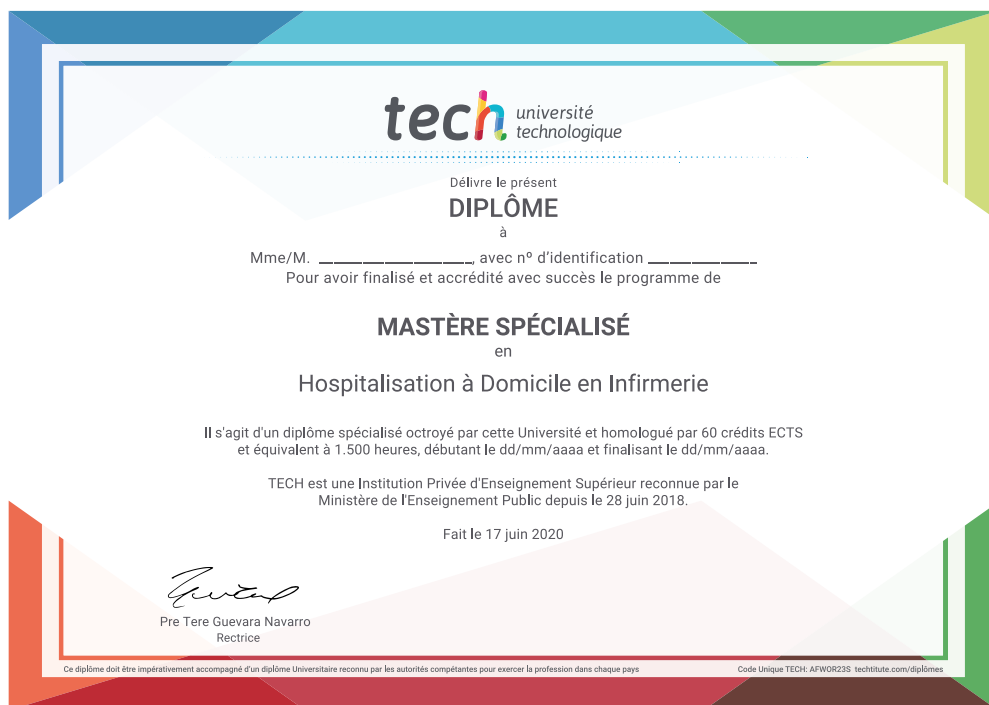 tech université
technologique
Délivre le présent
DIPLÔME
à
Mme/M. ___________________, avec nº d'identification ______________
Pour avoir finalisé et accrédité avec succès le programme de
MASTÈRE SPÉCIALISÉ
en
Hospitalisation à Domicile en Infirmerie
Il s'agit d'un diplôme spécialisé octroyé par cette Université et homologué par 60 crédits ECTS
et équivalent à 1.500 heures, débutant le dd/mm/aaaa et finalisant le dd/mm/aaaa.
TECH est une Institution Privée d'Enseignement Supérieur reconnue par le
Ministère de l'Enseignement Public depuis le 28 juin 2018.
Fait le 17 juin 2020
Pre Tere Guevara Navarro
Rectrice
Ce diplôme doit être impérativement accompagné d'un diplôme Universitaire reconnu par les autorités compétantes pour exercer la profession dans chaque pays
Code Unique TECH: AFWOR23S techtitute.com/diplômes